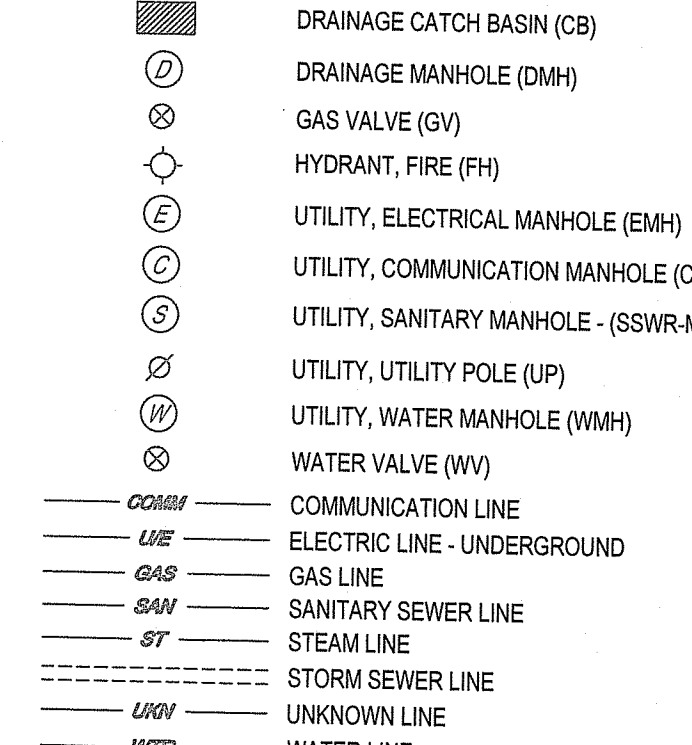 DRAINAGE CATCH BASIN (CB)
D DRAINAGE MANHOLE (DMH)
GAS VALVE (GV)
HYDRANT, FIRE (FH)
E UTILITY, ELECTRICAL MANHOLE (EMH)
C UTILITY, COMMUNICATION MANHOLE (C
S UTILITY, SANITARY MANHOLE - (SSWR-M
UTILITY, UTILITY POLE (UP)
W UTILITY, WATER MANHOLE (WMH)
WATER VALVE (WV)
COMM COMMUNICATION LINE
U/E ELECTRIC LINE - UNDERGROUND
GAS GAS LINE
SAN SANITARY SEWER LINE
ST STEAM LINE
STORM SEWER LINE
UKN UNKNOWN LINE
WATER LINE